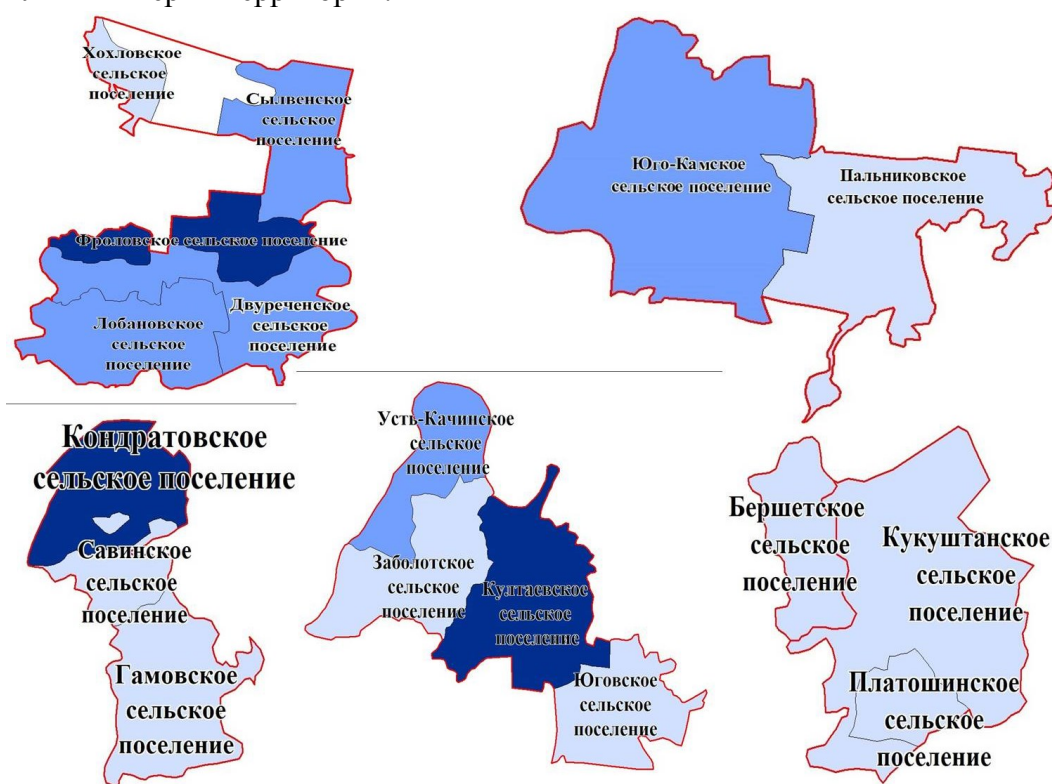 Хохловское
сельское
поселение
Сылвенское
сельское
поселение
Фроловское сельское поселение
Лобановское
сельское
поселение
Двуреченское
сельское
поселение
Юго-Камское
сельское поселение
Пальниковское
сельское поселение
Кондратовское
сельское поселение
Савинское
сельское
поселение
Гамовское
сельское
поселение
Усть-Качинское
сельское
поселение
Заболотское
сельское
поселение
Култаевское
сельское
поселение
Юговское
сельское
поселение
Бершетское
сельское
поселение
Кукуштанское
сельское
поселение
Платошинское
сельское
поселение